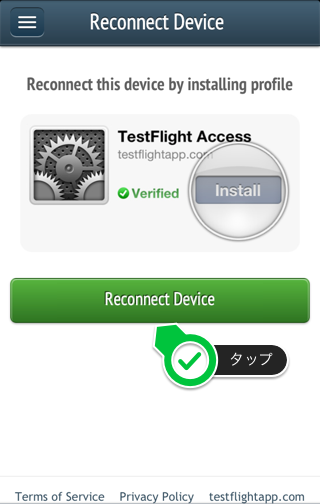 Reconnect Device
Reconnect this device by installing profile
TestFlight Access
testflightapp.com
Verified
Install
Reconnect Device
タップ
Terms of Service Privacy Policy testflightapp.com